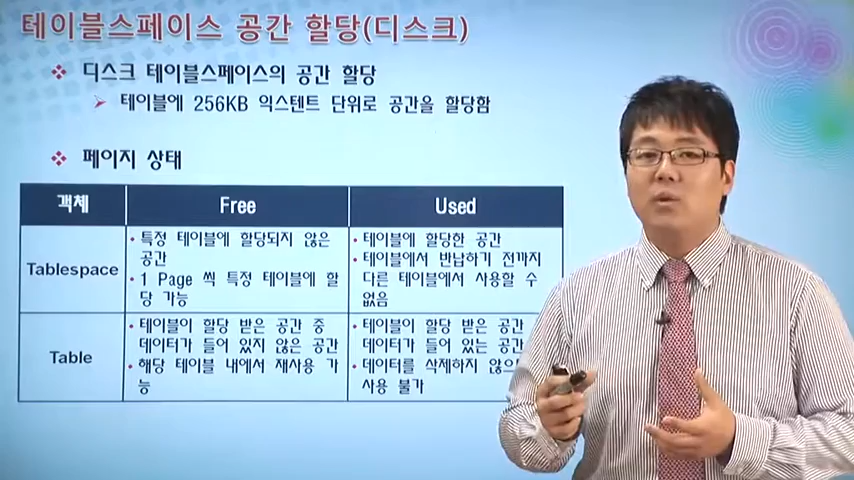 테이블스페이스 공간 할당(디스크)
디스크 테이블스페이스의 공간 할당
테이블에 256KB 익스텐트 단위로 공간을 할당함
페이지 상태
객체 Free Used
Tablespace
• 특정 테이블에 할당되지 않은
공간
• 1 Page 씩 특정 테이블에 할
당 가능
• 테이블에 할당한 공간
• 테이블에서 반납하기 전까지
다른 테이블에서 사용할 수
없음
Table
• 테이블이 할당 받은 공간 중
데이터가 들어 있지 않은 공간
• 해당 테이블 내에서 재사용 가
능
• 테이블이 할당 받은 공간
데이터가 들어 있는 공간
• 데이터를 삭제하지 않으
사용 불가